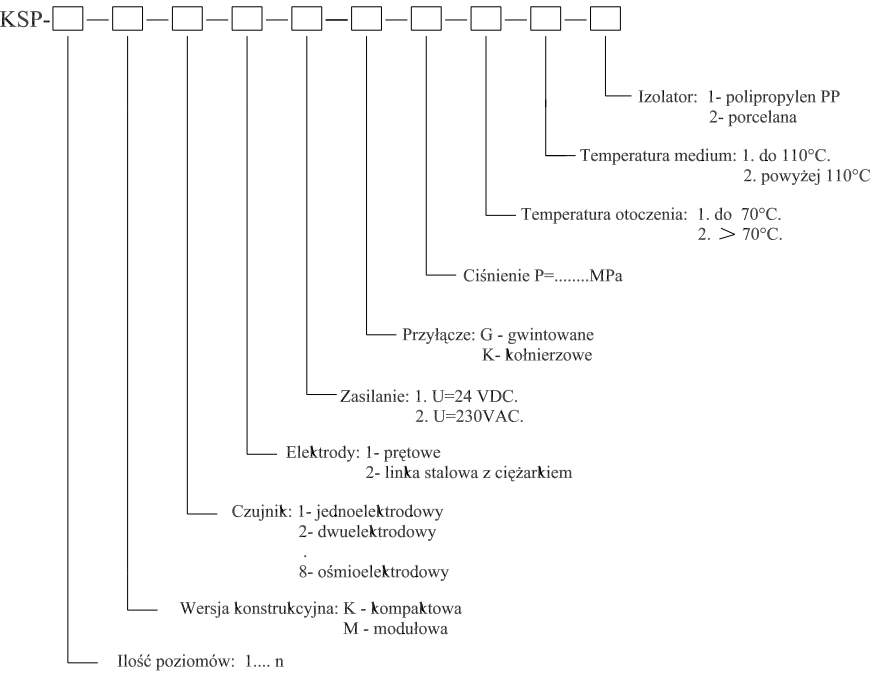 KSP-
Izolator: 1- polipropylen PP
2- porcelana
Temperatura medium: 1. do 110°C.
2. powyżej 110°C
Temperatura otoczenia: 1. do 70°C.
2. > 70°C.
Ciśnienie P=........MPa
Przyłącze: G - gwintowane
K- kołnierzowe
Zasilanie: 1. U=24 VDC.
2. U=230VAC.
Elektrody: 1- prętowe
2- linka stalowa z ciężarkiem
Czujnik: 1- jednoelektrodowy
2- dwuelektrodowy
.
8- ośmioelektrodowy
Wersja konstrukcyjna: K - kompaktowa
M - modułowa
Ilość poziomów: 1.... n